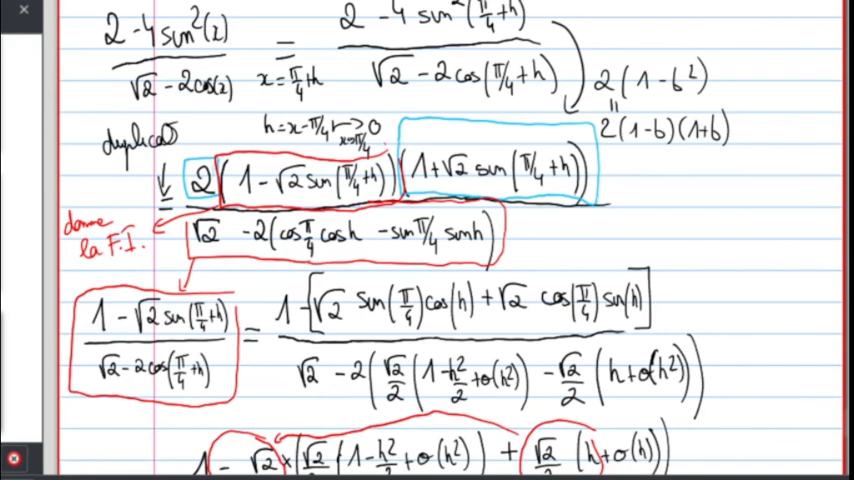 2 - 4 sin²(x) / √2 - 2cos(x) = x = π/4 + h 2 - 4 sin²(π/4 + h) / √2 - 2cos(π/4 + h) 2(1 - b²)
h = x - π/4 → 0 x→π/4 = 2(1-b)(1+b)
duplicato ↓ = 2(1 - √2 sin(π/4+h))(1 + √2 sin(π/4+h)) / √2 - 2(cos π/4 cos h - sin π/4 sin h)
donne
la F.I.
1 - √2 sin(π/4+h) / √2 - 2cos(π/4+h) = 1 - [√2 sin(π/4) cos(h) + √2 cos(π/4) sin(h)] / √2 - 2(√2/2 (1 - h²/2 + o(h²)) - √2/2 (h + o(h²)))
1 - √2 × (√2/2 (1 - h²/2 + o(h²)) + √2/2 (h + o(h)))